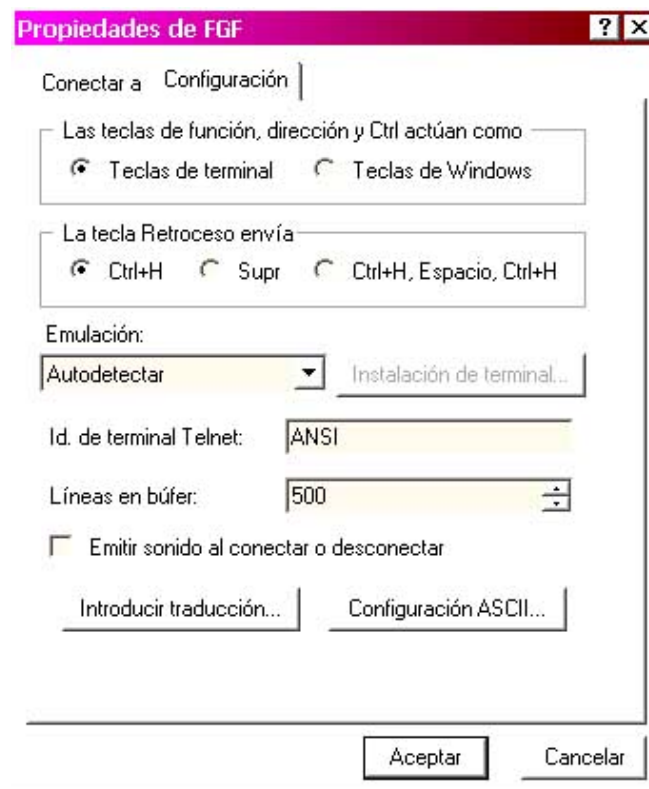 Propiedades de FGF
Conectar a Configuración
Las teclas de función, dirección y Ctrl actúan como
Teclas de terminal Teclas de Windows
La tecla Retroceso envía
Ctrl+H Supr Ctrl+H, Espacio, Ctrl+H
Emulación:
Autodetectar Instalación de terminal...
Id. de terminal Telnet: ANSI
Líneas en búfer: 500
Emitir sonido al conectar o desconectar
Introducir traducción... Configuración ASCII...
Aceptar Cancelar